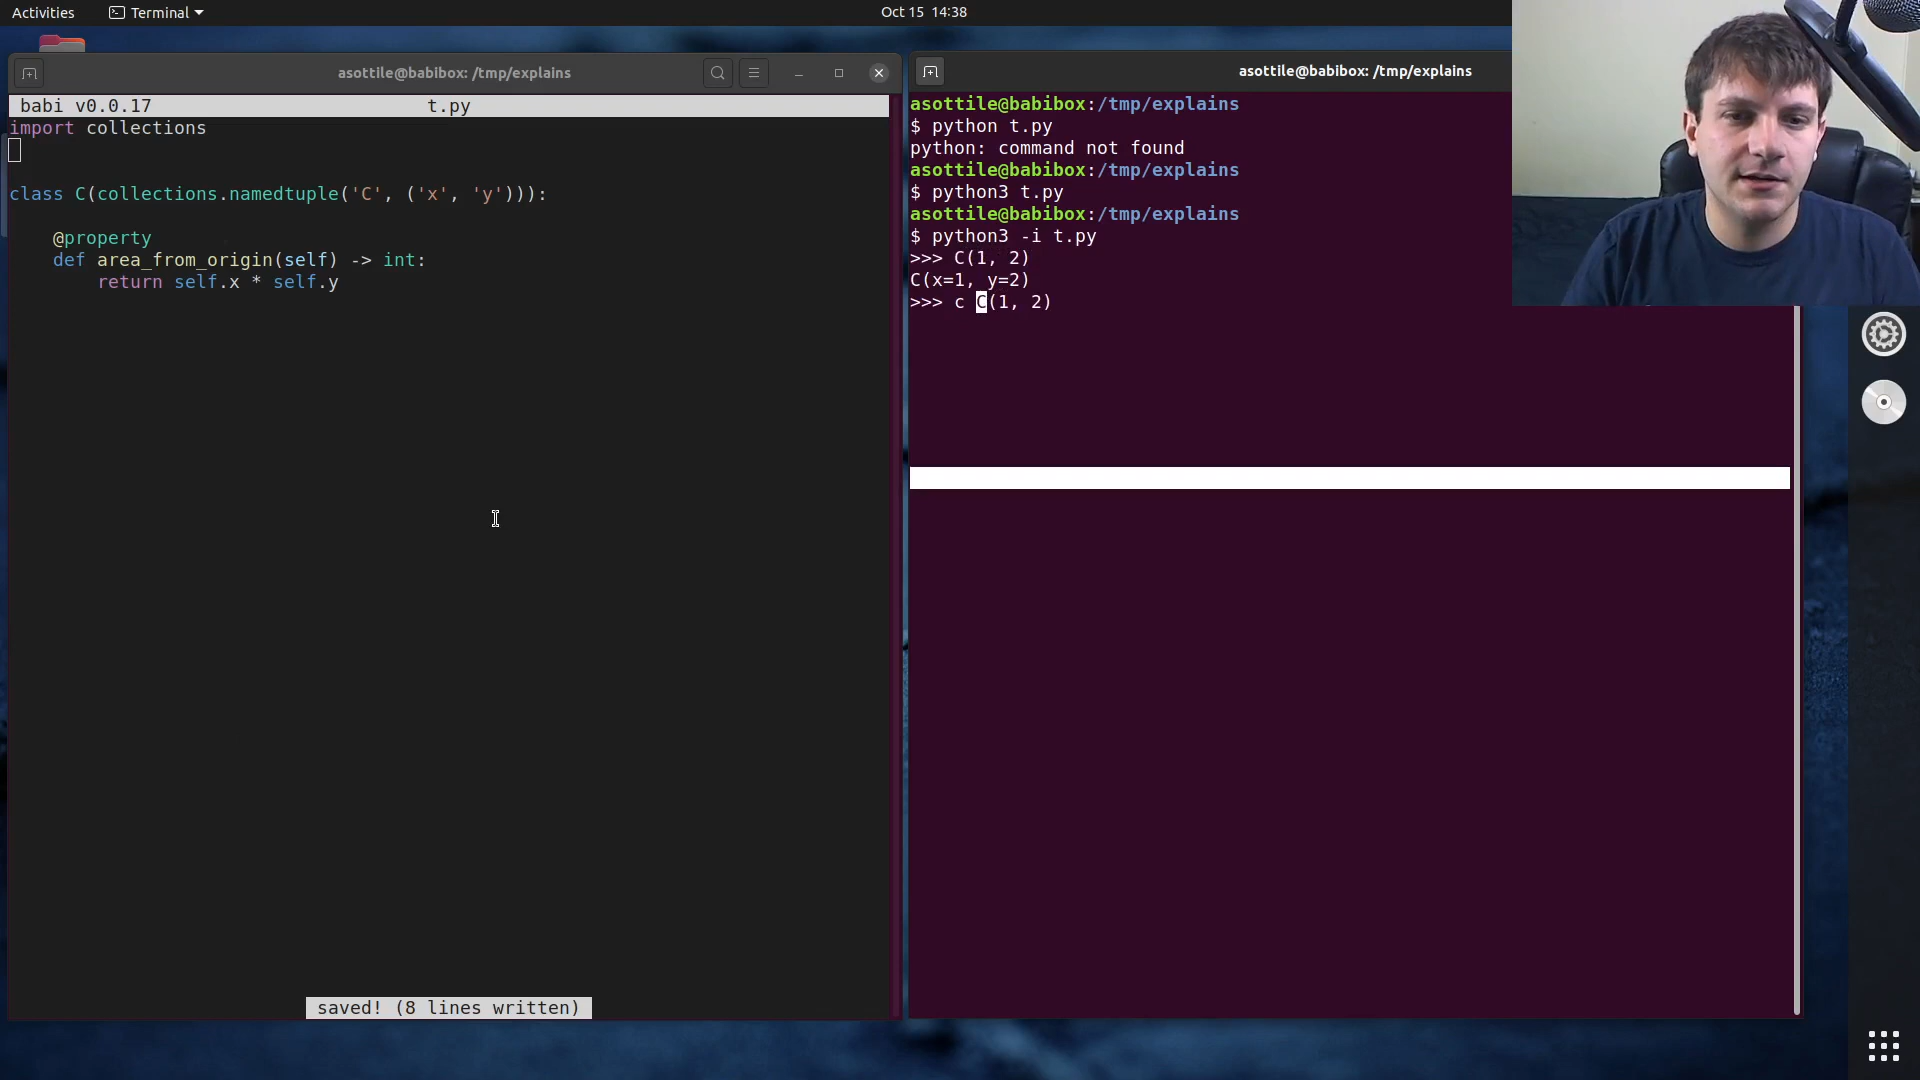 Activities
Terminal
Oct 15 14:38
asottile@babibox: /tmp/explains
babi v0.0.17 t.py
import collections
class C(collections.namedtuple('C', ('x', 'y'))):
@property
def area_from_origin(self) -> int:
return self.x * self.y
saved! (8 lines written)
asottile@babibox: /tmp/explains
asottile@babibox:/tmp/explains
$ python t.py
python: command not found
asottile@babibox:/tmp/explains
$ python3 t.py
asottile@babibox:/tmp/explains
$ python3 -i t.py
>>> C(1, 2)
C(x=1, y=2)
>>> c C(1, 2)